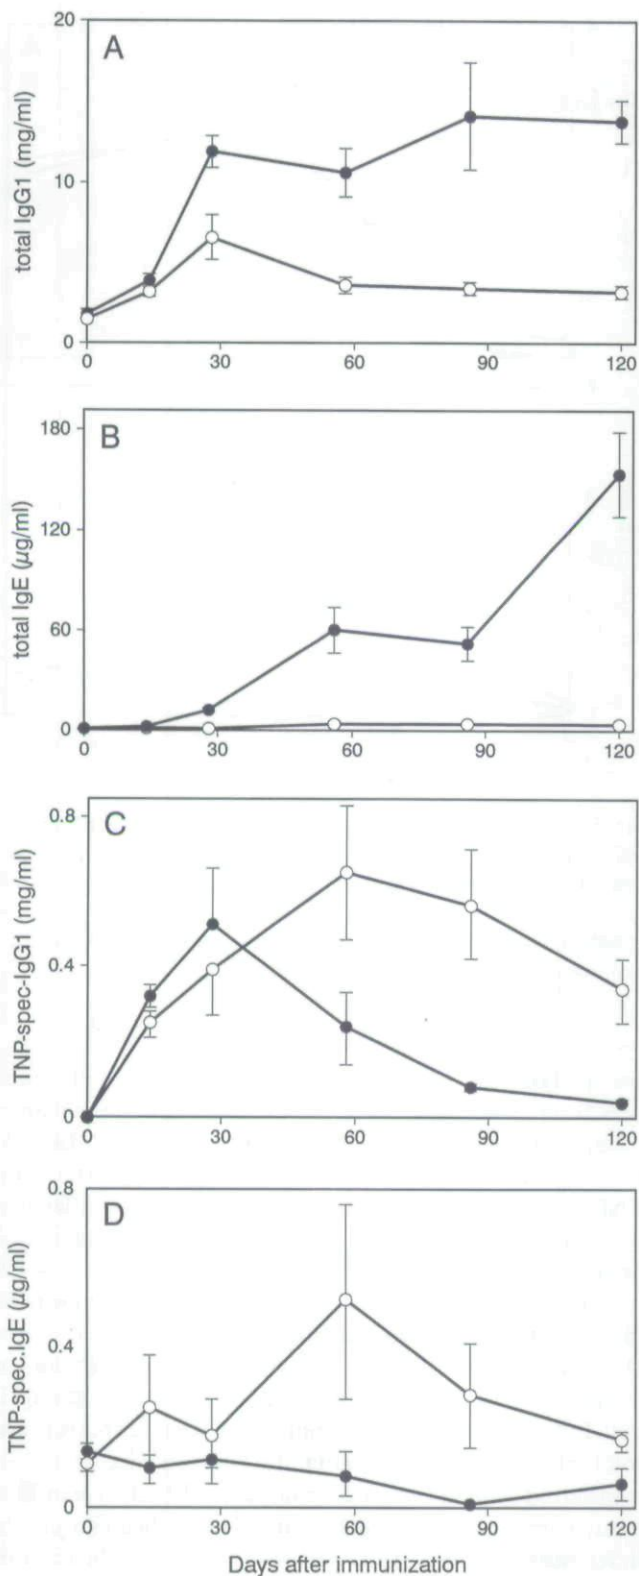 A
total IgG1 (mg/ml)
20
10
0
0 30 60 90 120
B
total IgE (µg/ml)
180
120
60
0
0 30 60 90 120
C
TNP-spec-IgG1 (mg/ml)
0.8
0.4
0
0 30 60 90 120
D
TNP-spec.IgE (µg/ml)
0.8
0.4
0
0 30 60 90 120
Days after immunization